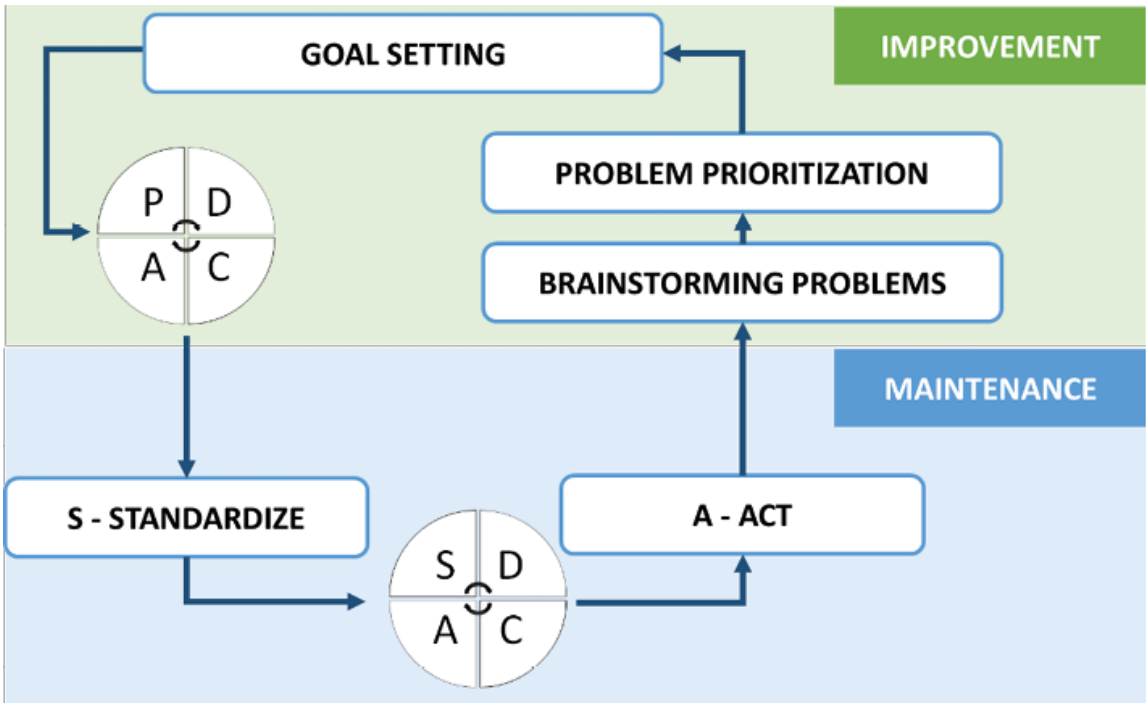 GOAL SETTING
IMPROVEMENT
PROBLEM PRIORITIZATION
P D
A C
BRAINSTORMING PROBLEMS
MAINTENANCE
S - STANDARDIZE
A - ACT
S D
A C